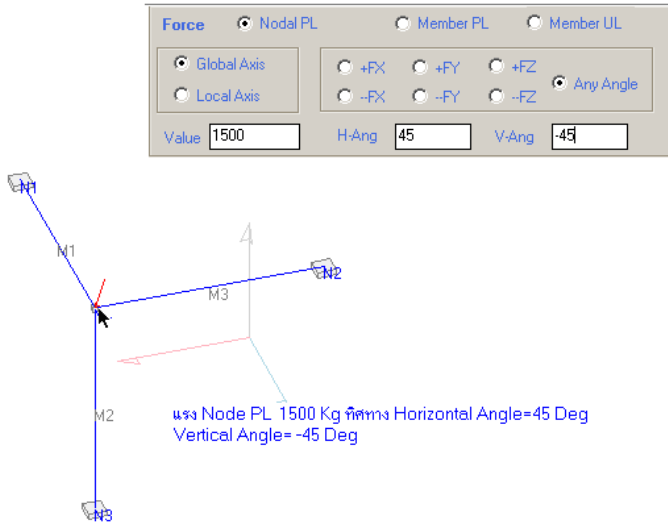 Force Nodal PL Member PL Member UL
Global Axis +FX +FY +FZ Any Angle
Local Axis --FX --FY --FZ
Value 1500 H-Ang 45 V-Ang -45
N1
M1
N2
M3
M2
แรง Node PL 1500 Kg ทิศทาง Horizontal Angle=45 Deg
Vertical Angle= -45 Deg
N3